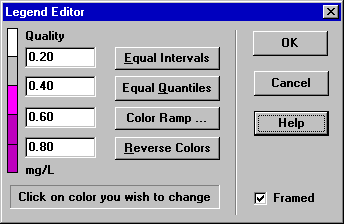 Legend Editor
Quality
0.20
0.40
0.60
0.80
mg/L
Equal Intervals
Equal Quantiles
Color Ramp ...
Reverse Colors
Click on color you wish to change
OK
Cancel
Help
Framed